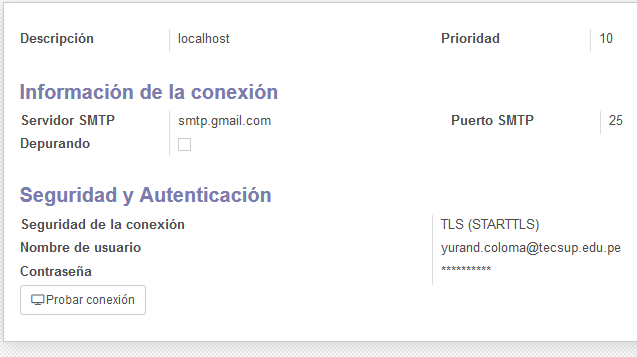 Descripción localhost Prioridad 10
Información de la conexión
Servidor SMTP smtp.gmail.com Puerto SMTP 25
Depurando
Seguridad y Autenticación
Seguridad de la conexión TLS (STARTTLS)
Nombre de usuario yurand.coloma@tecsup.edu.pe
Contraseña **********
Probar conexión